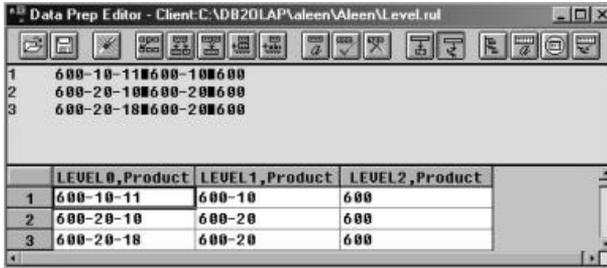 Data Prep Editor - Client:C:\DB2OLAP\aleen\Aleen\Level.rul
1 600-10-11■600-10■600
2 600-20-10■600-20■600
3 600-20-18■600-20■600
LEVEL0,Product LEVEL1,Product LEVEL2,Product
1 600-10-11 600-10 600
2 600-20-10 600-20 600
3 600-20-18 600-20 600